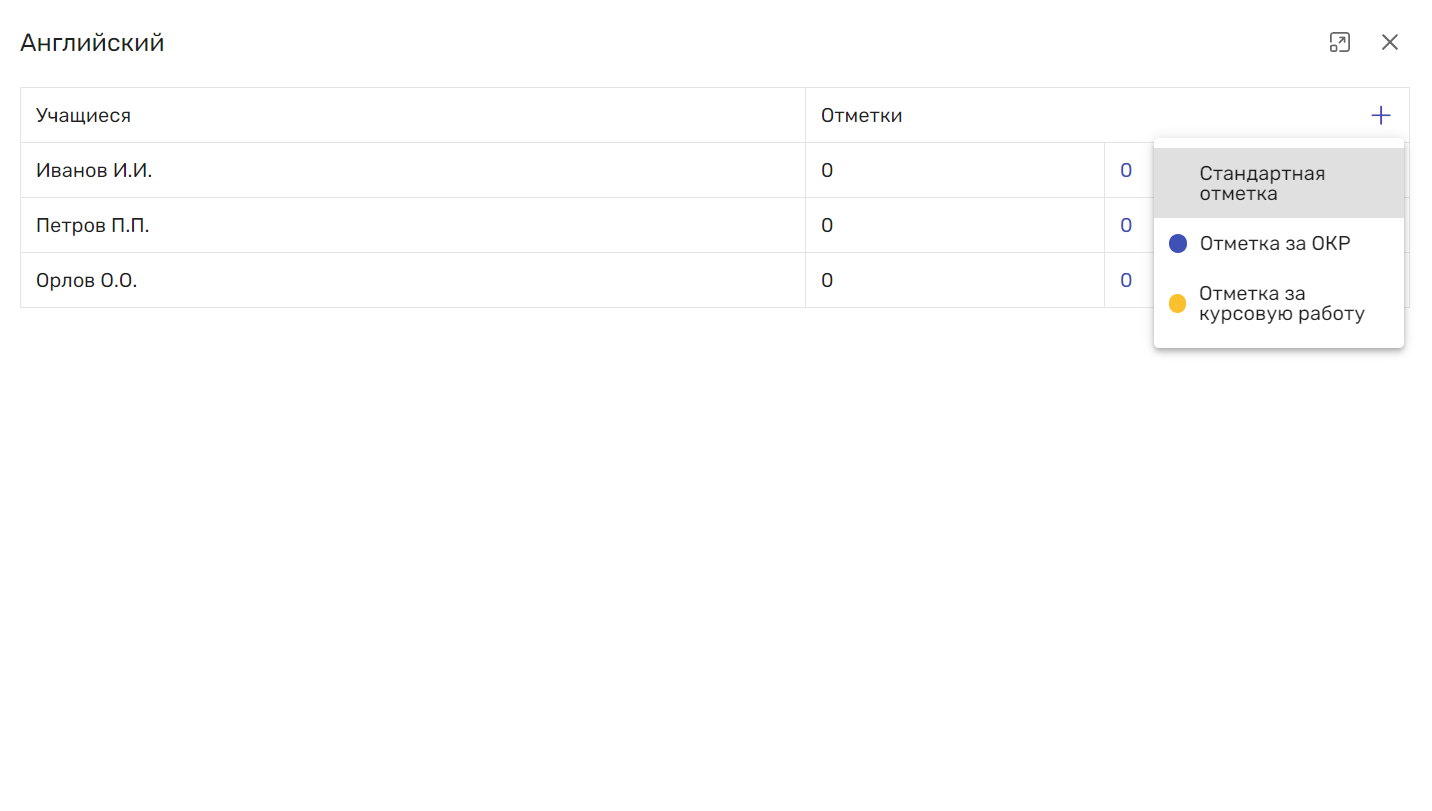 Английский
Учащиеся
Отметки
Иванов И.И.
0
0
Стандартная
отметка
Петров П.П.
0
0
Отметка за ОКР
Орлов О.О.
0
0
Отметка за
курсовую работу